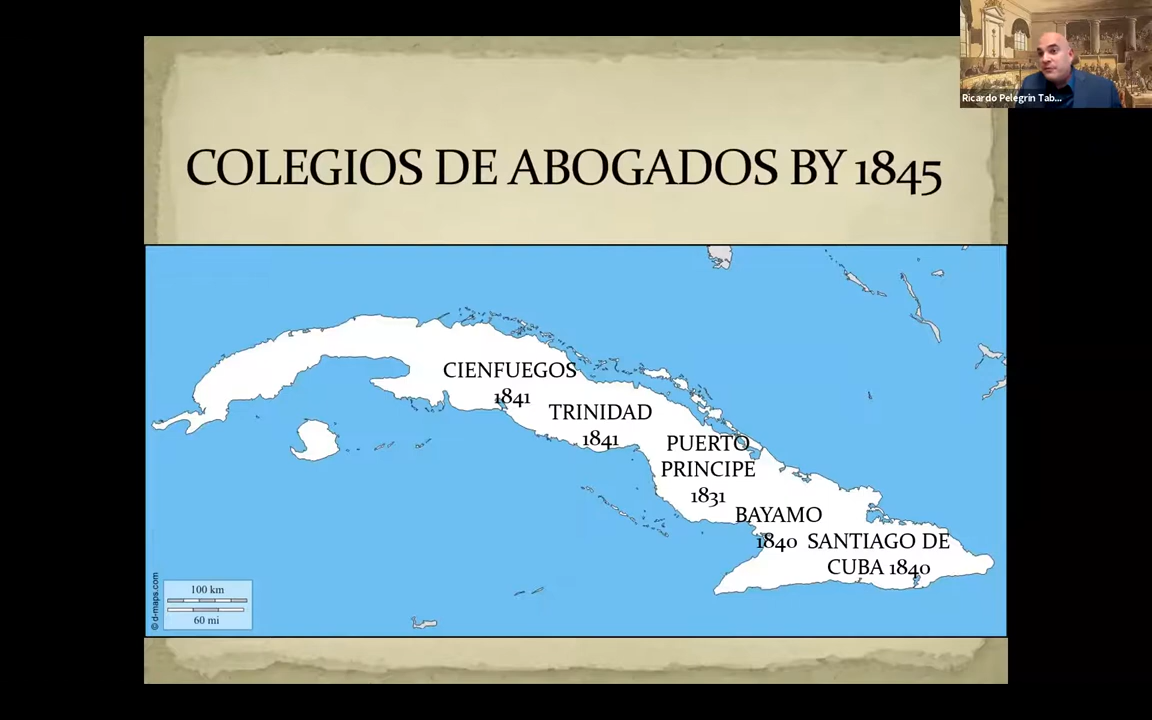 Ricardo Pelegrin Tab...
COLEGIOS DE ABOGADOS BY 1845
CIENFUEGOS
1841
TRINIDAD
1841
PUERTO
PRINCIPE
1831
BAYAMO
1840
SANTIAGO DE
CUBA 1840
100 km
60 mi
© d-maps.com